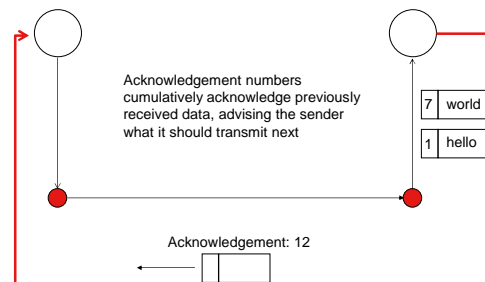 Acknowledgement numbers
cumulatively acknowledge previously
received data, advising the sender
what it should transmit next
7 world
1 hello
Acknowledgement: 12